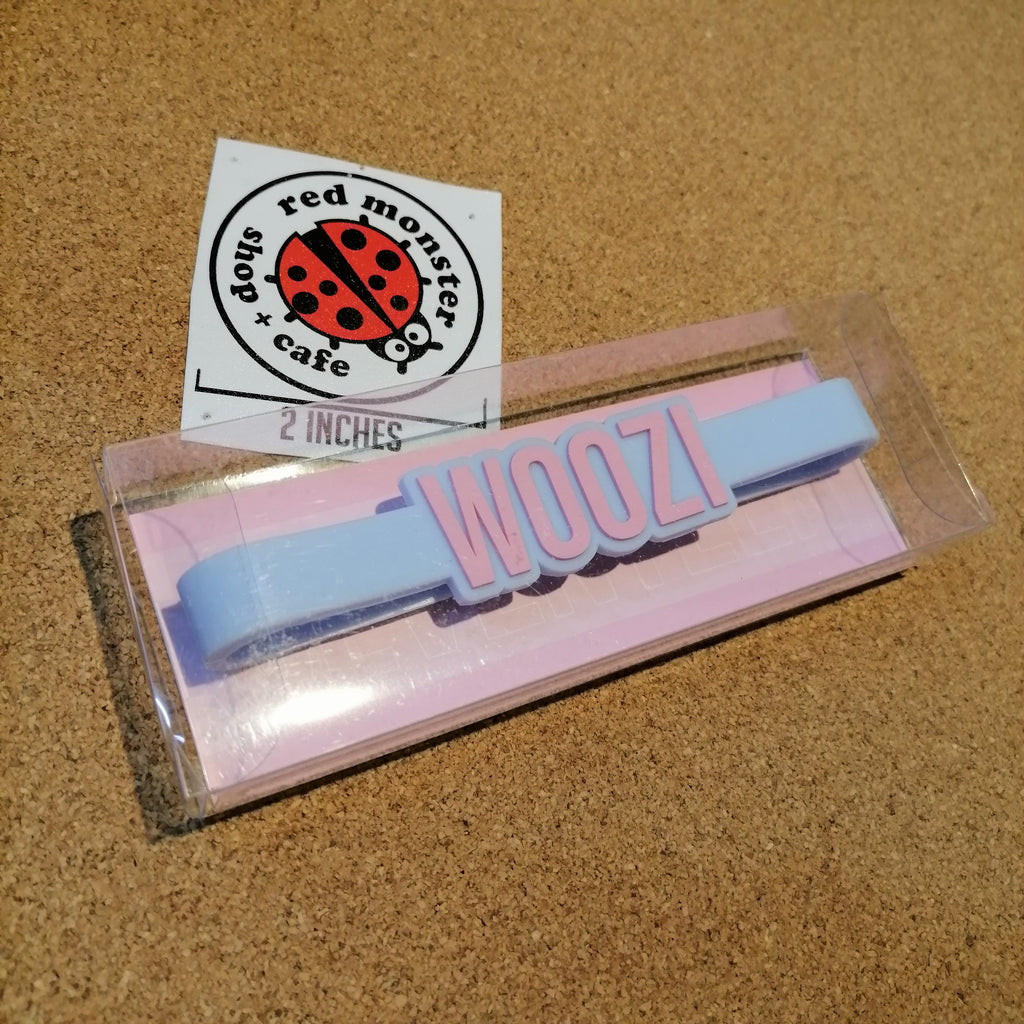 red monster
shop + cafe
2 INCHES
WOOZI